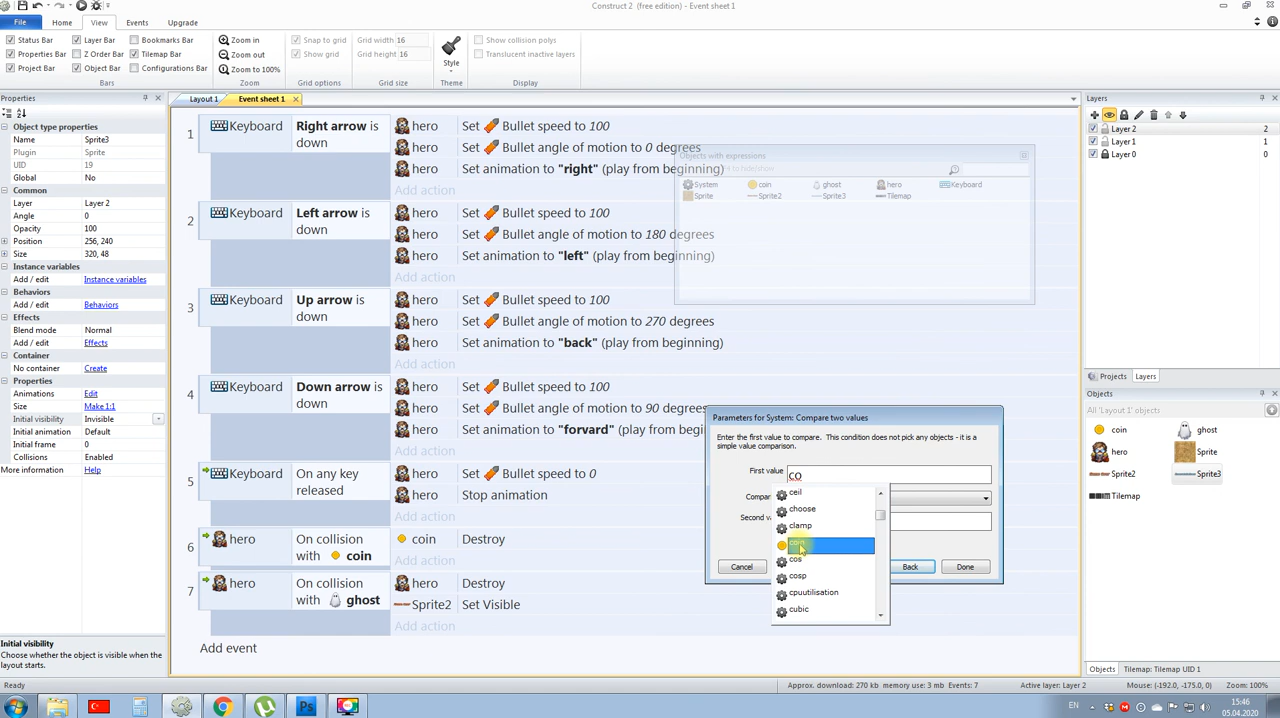 Construct 2 (free edition) - Event sheet 1
File Home View Events Upgrade
Status Bar Layer Bar Bookmarks Bar Zoom in Snap to grid Grid width 16 Show collision polys
Properties Bar Z Order Bar Tilemap Bar Zoom out Show grid Grid height 16 Translucent inactive layers
Project Bar Object Bar Configurations Bar Zoom to 100% Style
Bars Zoom Grid options Grid size Theme Display
Properties
Object type properties
Name Sprite3
Plugin Sprite
UID 19
Global No
Common
Layer Layer 2
Angle 0
Opacity 100
Position 256, 240
Size 320, 48
Instance variables
Add / edit Instance variables
Behaviors
Add / edit Behaviors
Effects
Blend mode Normal
Add / edit Effects
Container
No container Create
Properties
Animations Edit
Size Make 1:1
Initial visibility Invisible
Initial animation Default
Initial frame 0
More information Help
Initial visibility
Choose whether the object is visible when the
layout starts.
Layout 1 Event sheet 1
1 Keyboard Right arrow is down
hero Set Bullet speed to 100
hero Set Bullet angle of motion to 0 degrees
hero Set animation to "right" (play from beginning)
Add action
2 Keyboard Left arrow is down
hero Set Bullet speed to 100
hero Set Bullet angle of motion to 180 degrees
hero Set animation to "left" (play from beginning)
Add action
3 Keyboard Up arrow is down
hero Set Bullet speed to 100
hero Set Bullet angle of motion to 270 degrees
hero Set animation to "back" (play from beginning)
Add action
4 Keyboard Down arrow is down
hero Set Bullet speed to 100
hero Set Bullet angle of motion to 90 degrees
hero Set animation to "forvard" (play from beginning)
Add action
5 Keyboard On any key released
hero Set Bullet speed to 0
hero Stop animation
Add action
6 hero On collision with coin
coin Destroy
Add action
7 hero On collision with ghost
hero Destroy
Sprite2 Set Visible
Add action
Add event
Objects with expressions
to hide/show
System coin ghost hero Keyboard
Sprite Sprite2 Sprite3 Tilemap
Parameters for System: Compare two values
Enter the first value to compare. This condition does not pick any objects - it is a
simple value comparison.
First value CO
Compa
Second va
ceil
choose
clamp
coin
cos
cosp
cpuutilisation
cubic
Cancel Back Done
Layers
Layer 2 2
Layer 1 1
Layer 0 0
Projects Layers
Objects
All 'Layout 1' objects
coin ghost
hero Sprite
Sprite2 Sprite3
Tilemap
Objects Tilemap: Tilemap UID 1
Ready Approx. download: 270 kb memory use: 3 mb Events: 7 Active layer: Layer 2 Mouse: (-192.0, -175.0, 0) Zoom: 100%
EN 15:46
05.04.2020